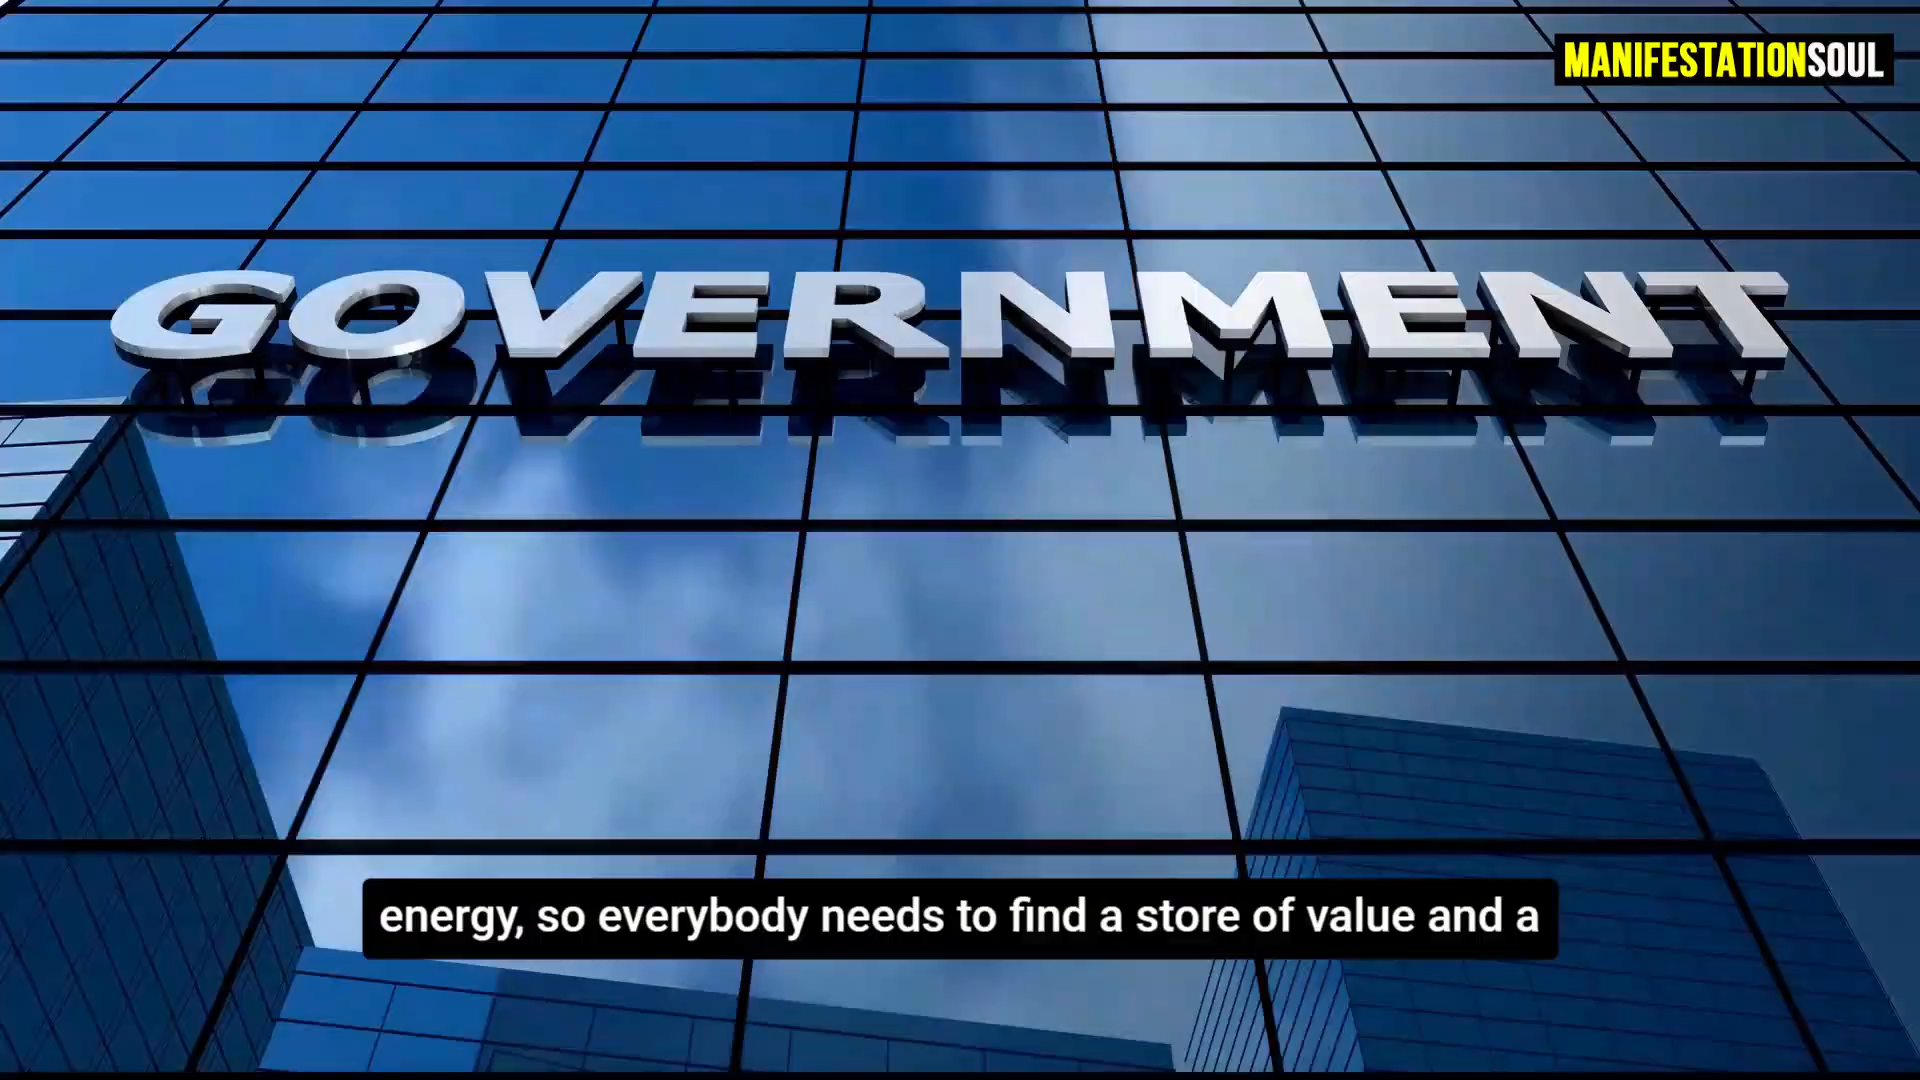 MANIFESTATIONSOUL
GOVERNMENT
energy, so everybody needs to find a store of value and a